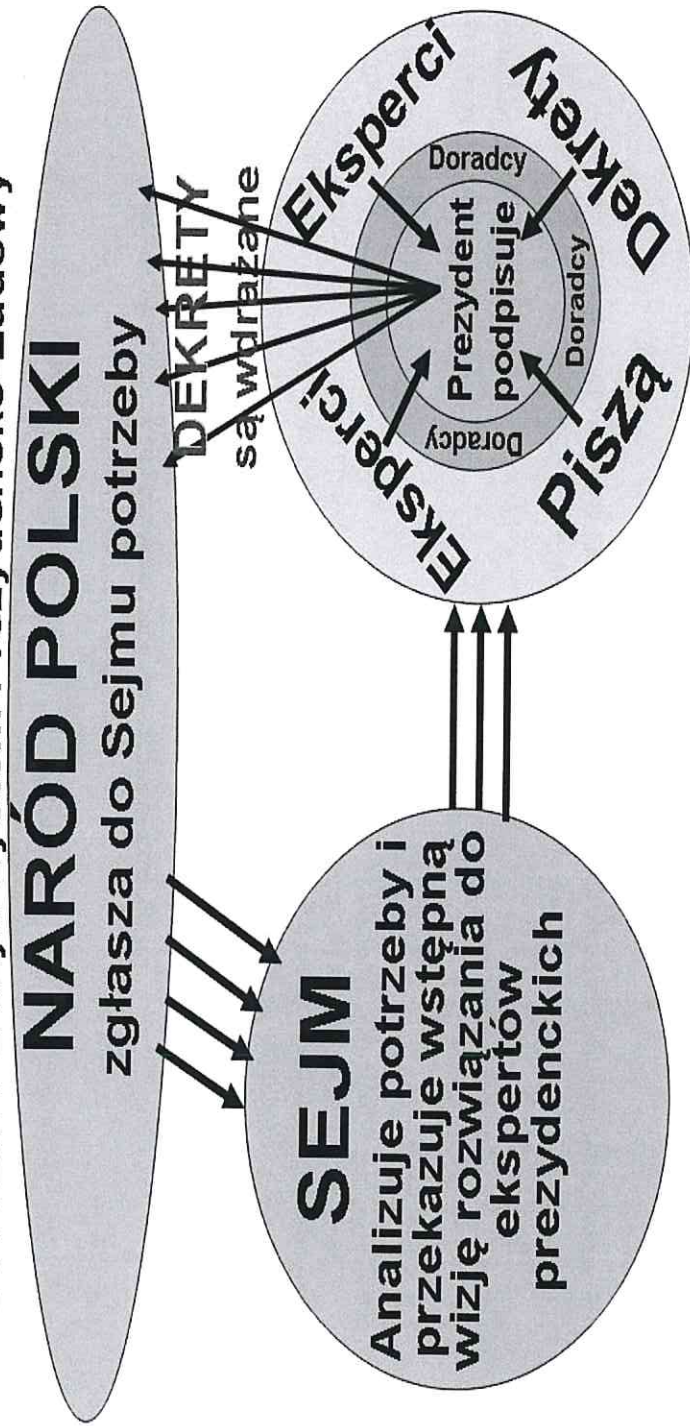 NARÓD POLSKI
zgłasza do Sejmu potrzeby
DEKRETY
są wdrażane
SEJM
Analizuje potrzeby i
przekazuje wstępną
wizję rozwiązania do
ekspertów
prezydenckich
Eksperci
Eksperci
Piszą
Dekrety
Doradcy
Doradcy
Doradcy
Prezydent
podpisuje